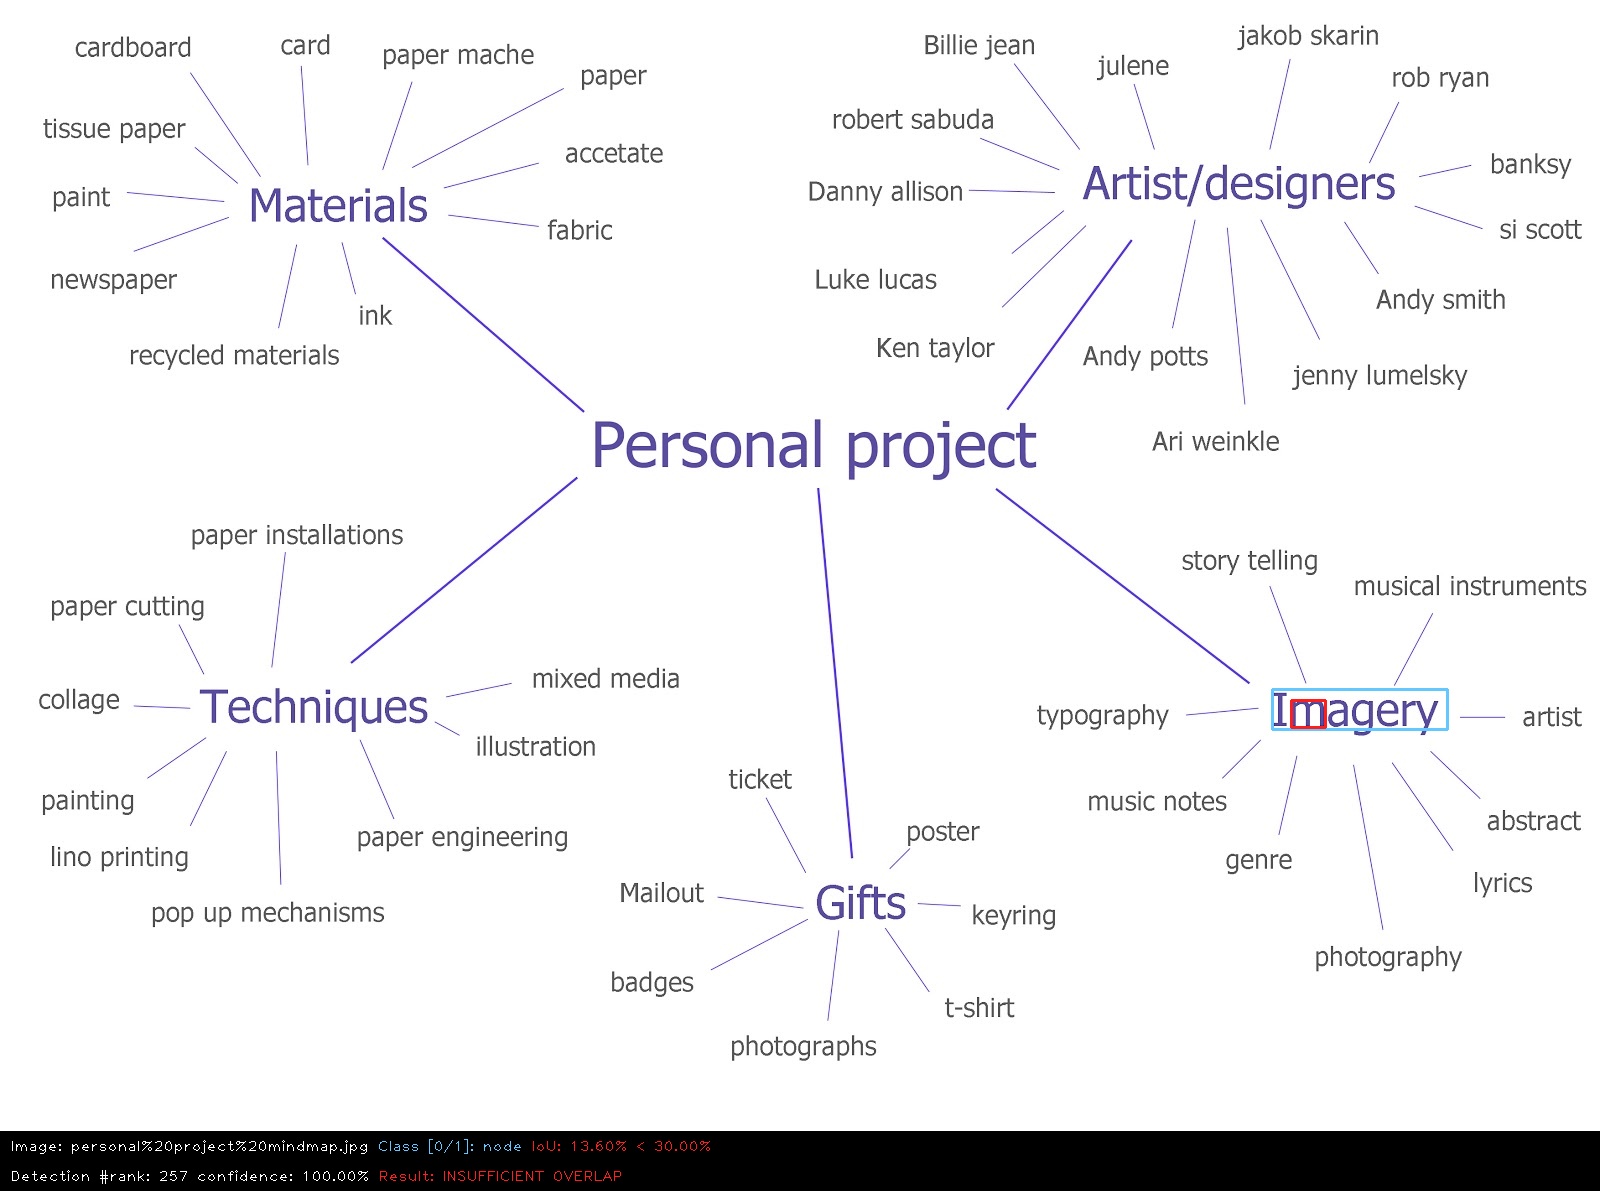 cardboard
card
paper mache
paper
tissue paper
accetate
paint
Materials
fabric
newspaper
ink
recycled materials
Billie jean
julene
jakob skarin
rob ryan
robert sabuda
banksy
Danny allison
Artist/designers
si scott
Luke lucas
Andy smith
Ken taylor
Andy potts
jenny lumelsky
Ari weinkle
Personal project
paper installations
paper cutting
collage
Techniques
mixed media
illustration
painting
lino printing
paper engineering
pop up mechanisms
ticket
poster
Mailout
Gifts
keyring
badges
t-shirt
photographs
story telling
musical instruments
typography
Imagery
artist
music notes
abstract
genre
lyrics
photography
Image: personal%20project%20mindmap.jpg Class [0/1]: node IoU: 13.60% < 30.00%
Detection #rank: 257 confidence: 100.00% Result: INSUFFICIENT OVERLAP